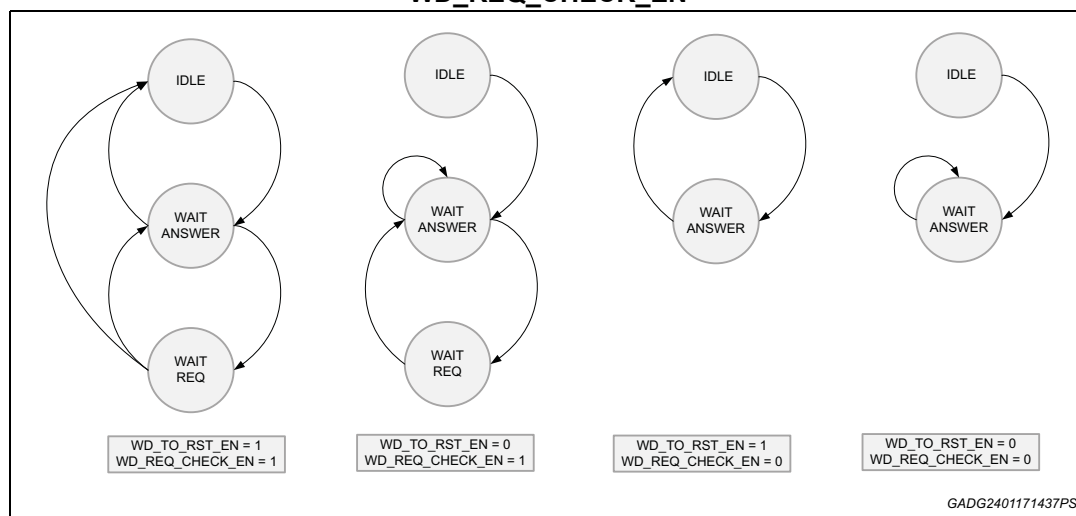 WD_REQ_CHECK_EN
IDLE
IDLE
IDLE
IDLE
WAIT
ANSWER
WAIT
ANSWER
WAIT
ANSWER
WAIT
ANSWER
WAIT
REQ
WAIT
REQ
WD_TO_RST_EN = 1
WD_REQ_CHECK_EN = 1
WD_TO_RST_EN = 0
WD_REQ_CHECK_EN = 1
WD_TO_RST_EN = 1
WD_REQ_CHECK_EN = 0
WD_TO_RST_EN = 0
WD_REQ_CHECK_EN = 0
GADG2401171437PS